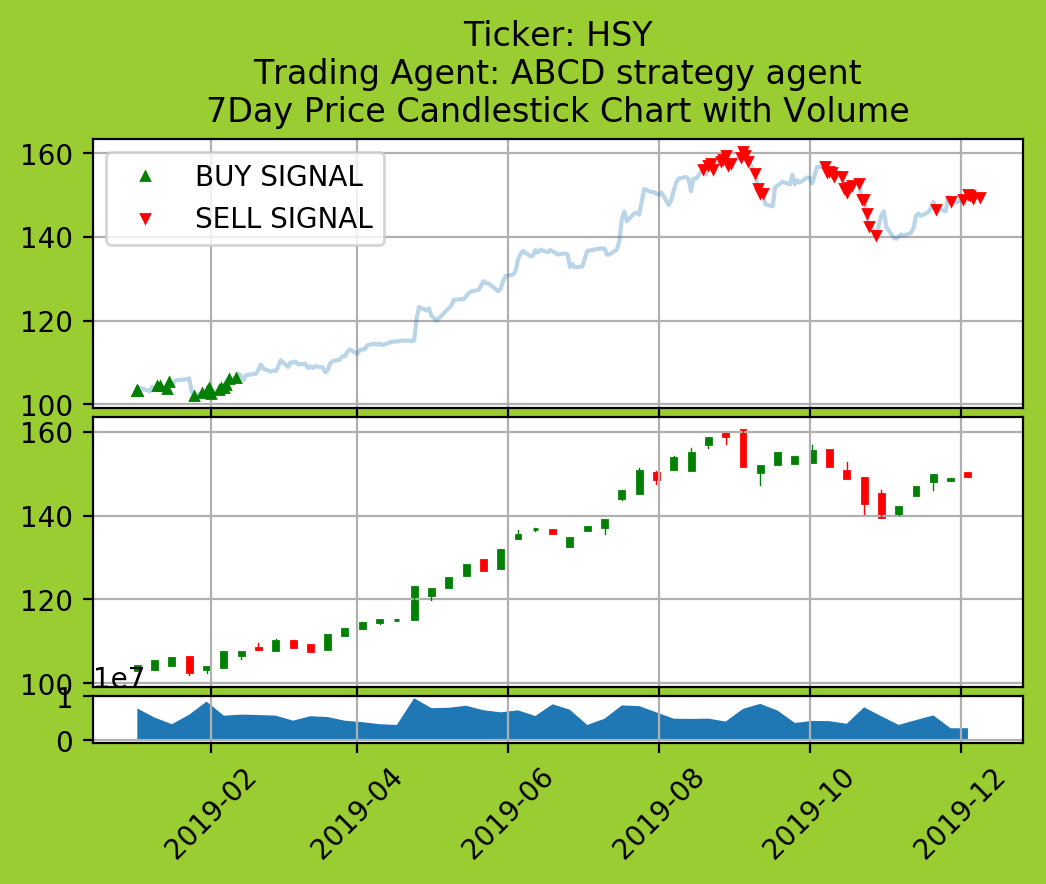 Ticker: HSY
Trading Agent: ABCD strategy agent
7Day Price Candlestick Chart with Volume
160
140
120
100
BUY SIGNAL
SELL SIGNAL
160
140
120
100
1e7
1
0
2019-02
2019-04
2019-06
2019-08
2019-10
2019-12